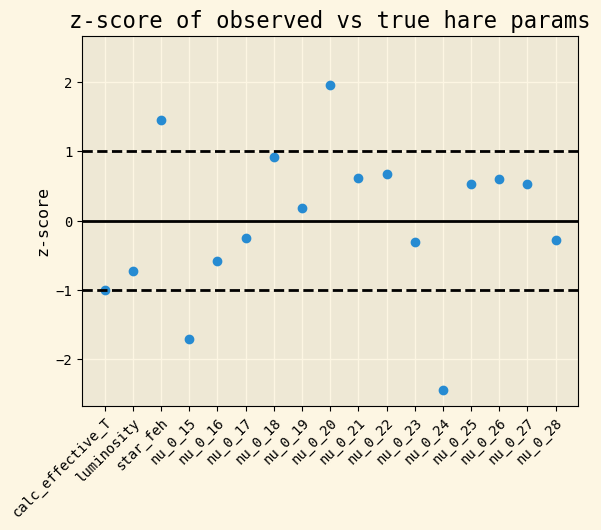 z-score of observed vs true hare params
z-score
2
1
0
−1
−2
calc_effective_T
luminosity
star_feh
nu_0_15
nu_0_16
nu_0_17
nu_0_18
nu_0_19
nu_0_20
nu_0_21
nu_0_22
nu_0_23
nu_0_24
nu_0_25
nu_0_26
nu_0_27
nu_0_28